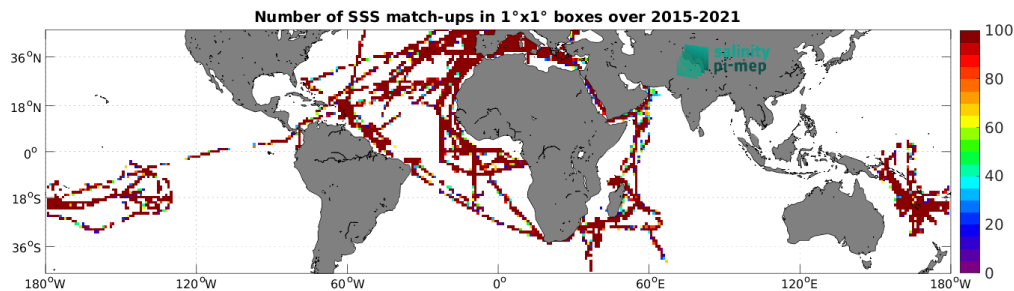 Number of SSS match-ups in 1°x1° boxes over 2015-2021
salinity
pi-mep
36°N
18°N
0°
18°S
36°S
180°W
120°W
60°W
0°
60°E
120°E
180°W
100
80
60
40
20
0